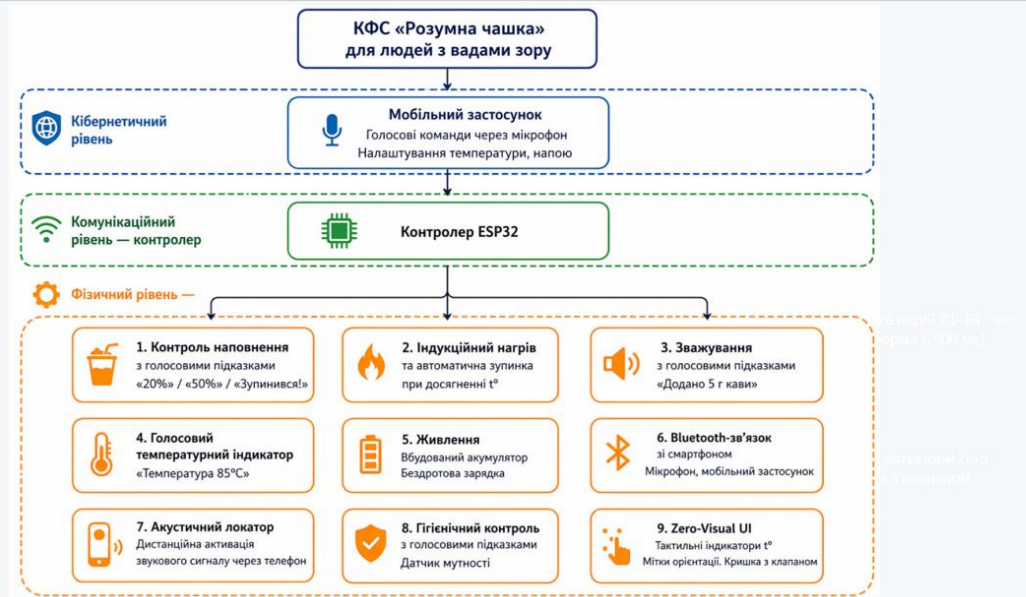 КФС «Розумна чашка»
для людей з вадами зору
Кібернетичний
рівень
Мобільний застосунок
Голосові команди через мікрофон
Налаштування температури, напою
Комунікаційний
рівень — контролер
Контролер ESP32
Фізичний рівень —
1. Контроль наповнення
з голосовими підказками
«20%» / «50%» / «Зупинився!»
2. Індукційний нагрів
та автоматична зупинка
при досягненні t°
3. Зважування
з голосовими підказками
«Додано 5 г кави»
4. Голосовий
температурний індикатор
«Температура 85°C»
5. Живлення
Вбудований акумулятор
Бездротова зарядка
6. Bluetooth-зв’язок
зі смартфоном
Мікрофон, мобільний застосунок
7. Акустичний локатор
Дистанційна активація
звукового сигналу через телефон
8. Гігієнічний контроль
з голосовими підказками
Датчик мутності
9. Zero-Visual UI
Тактильні індикатори t°
Мітки орієнтації. Кришка з клапаном